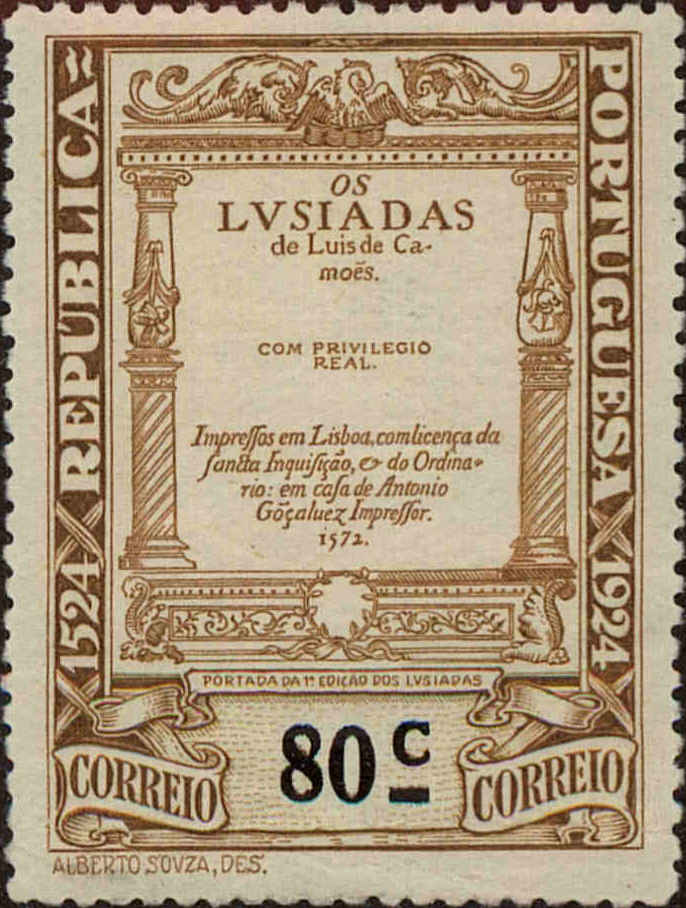 REPUBLICA
1524
PORTUGUESA
1924
OS
LVSIADAS
de Luis de Ca-
moẽs.
COM PRIVILEGIO
REAL.
Impreſſos em Lisboa, com licença da
ſancta Inquiſição, & do Ordina-
rio: em caſa de Antonio
Gõçaluez Impreſſor.
1572.
PORTADA DA 1ª EDIÇÃO DOS LVSIADAS
80 C
CORREIO
CORREIO
ALBERTO SOVZA, DES.